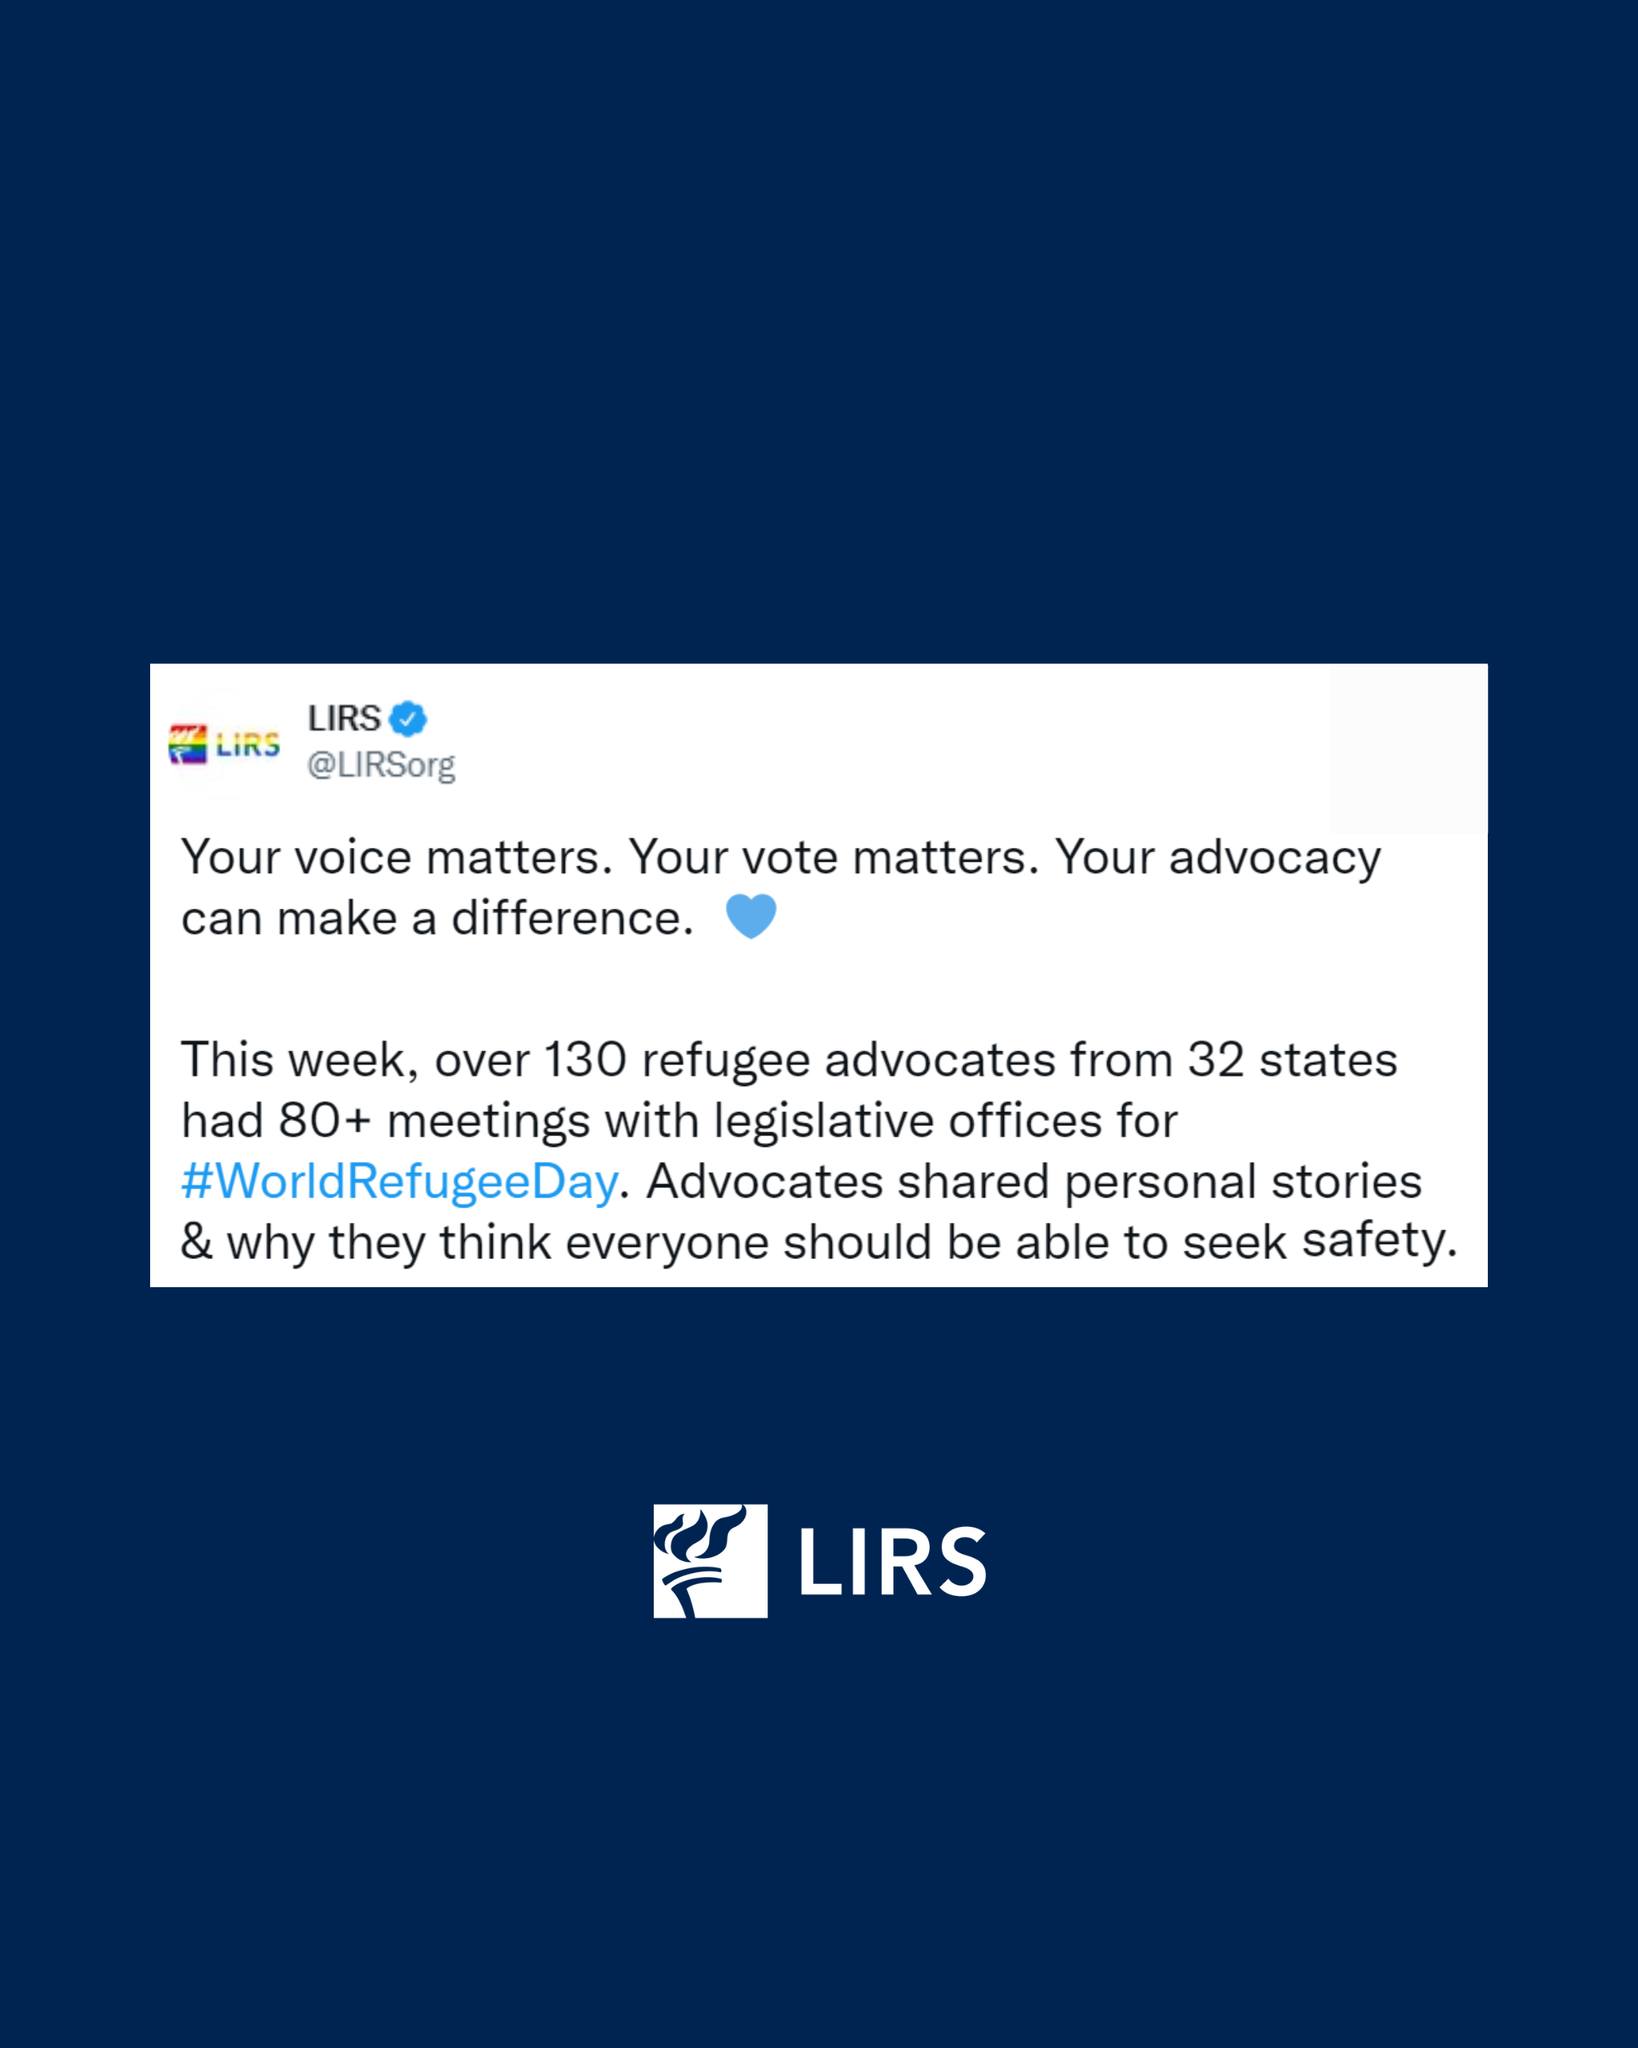 LIRS
LIRS
@LIRSorg
Your voice matters. Your vote matters. Your advocacy
can make a difference. 💙
This week, over 130 refugee advocates from 32 states
had 80+ meetings with legislative offices for
#WorldRefugeeDay. Advocates shared personal stories
& why they think everyone should be able to seek safety.
LIRS